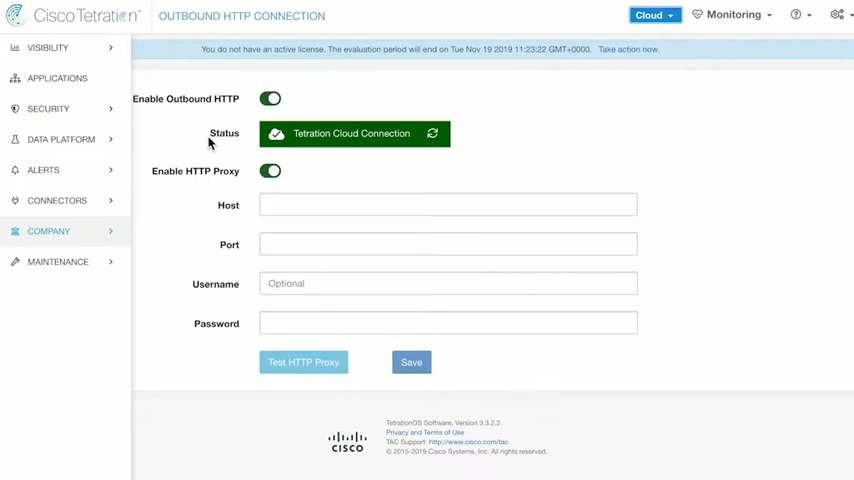 Cisco Tetration™ OUTBOUND HTTP CONNECTION Cloud Monitoring ?
You do not have an active license. The evaluation period will end on Tue Nov 19 2019 11:23:22 GMT+0000. Take action now.
VISIBILITY
APPLICATIONS
SECURITY
DATA PLATFORM
ALERTS
CONNECTORS
COMPANY
MAINTENANCE
Enable Outbound HTTP
Status Tetration Cloud Connection
Enable HTTP Proxy
Host
Port
Username Optional
Password
Test HTTP Proxy Save
CISCO
TetrationOS Software, Version 3.3.2.2
Privacy and Terms of Use
TAC Support: http://www.cisco.com/tac
© 2015-2019 Cisco Systems, Inc. All rights reserved.